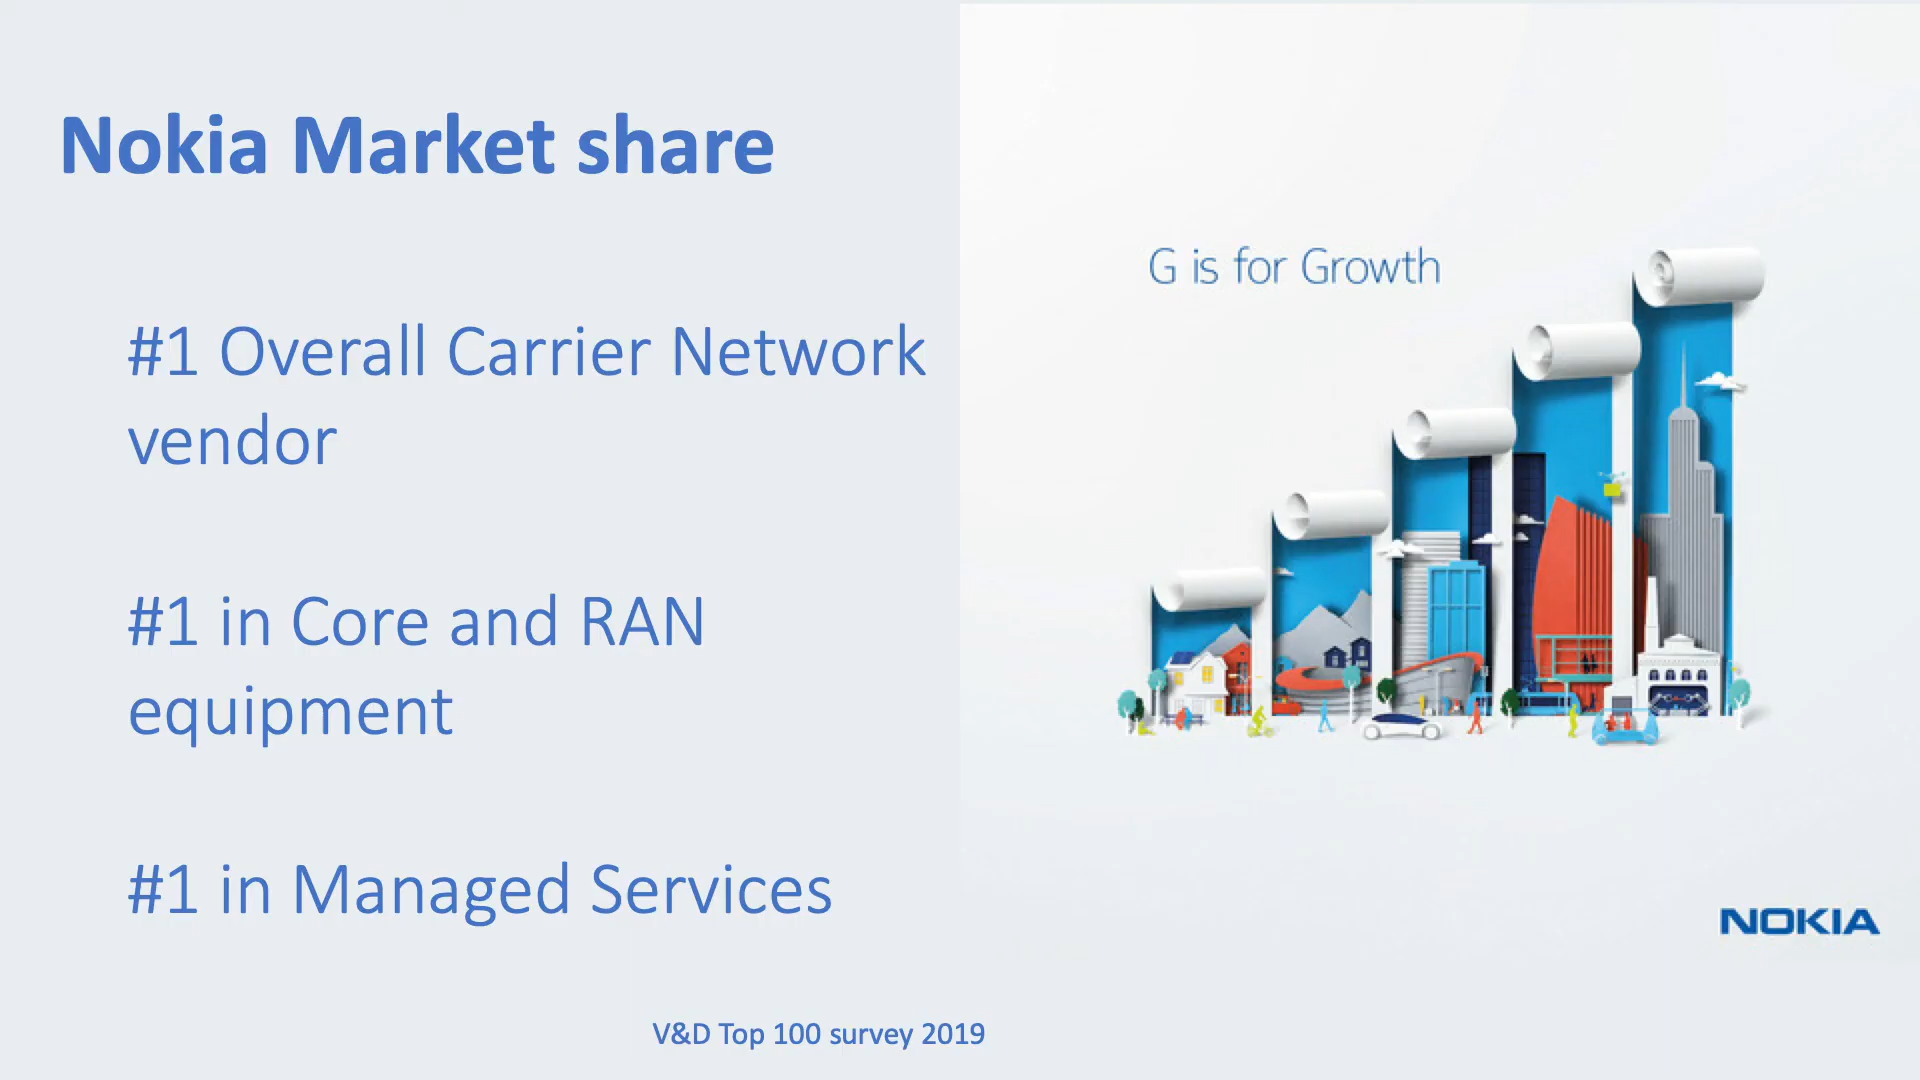 Nokia Market share
#1 Overall Carrier Network
vendor
#1 in Core and RAN
equipment
#1 in Managed Services
G is for Growth
NOKIA
V&D Top 100 survey 2019